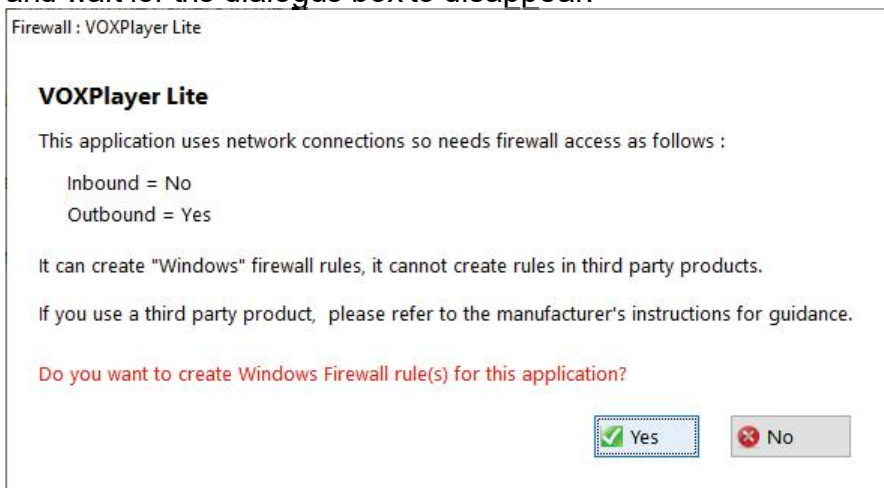 and wait for the dialogue box to disappear.
Firewall : VOXPlayer Lite
VOXPlayer Lite
This application uses network connections so needs firewall access as follows :
Inbound = No
Outbound = Yes
It can create "Windows" firewall rules, it cannot create rules in third party products.
If you use a third party product,  please refer to the manufacturer's instructions for guidance.
Do you want to create Windows Firewall rule(s) for this application?
Yes No